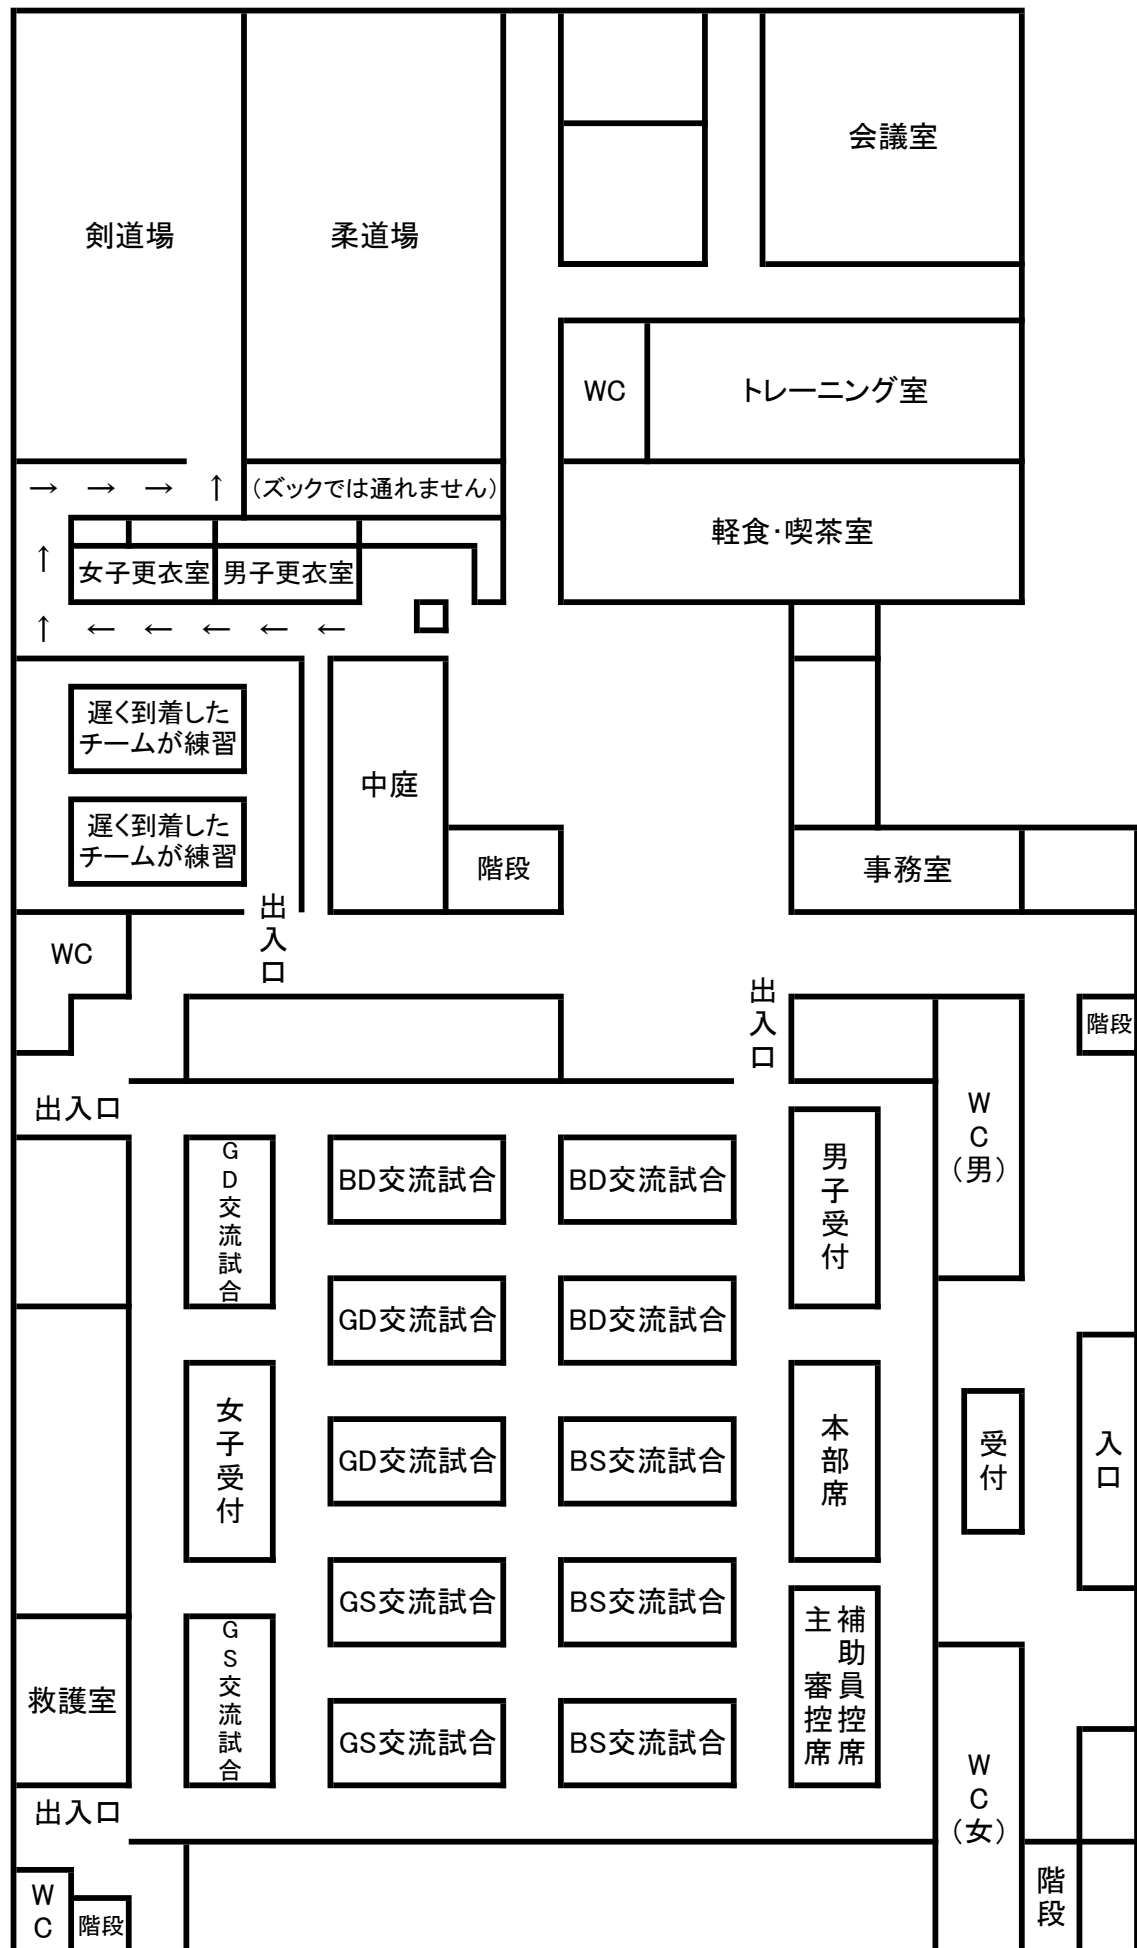 会議室
剣道場
柔道場
WC
トレーニング室
→ → → ↑
(ズックでは通れません)
軽食・喫茶室
↑
女子更衣室
男子更衣室
↑ ← ← ← ← ←
遅く到着した
チームが練習
中庭
遅く到着した
チームが練習
階段
事務室
出入口
WC
出入口
階段
出入口
WC(男)
GD交流試合
BD交流試合
BD交流試合
男子受付
GD交流試合
BD交流試合
女子受付
GD交流試合
BS交流試合
本部席
受付
入口
GS交流試合
BS交流試合
補助員控席
主審控席
救護室
GS交流試合
GS交流試合
BS交流試合
WC(女)
出入口
WC
階段
階段